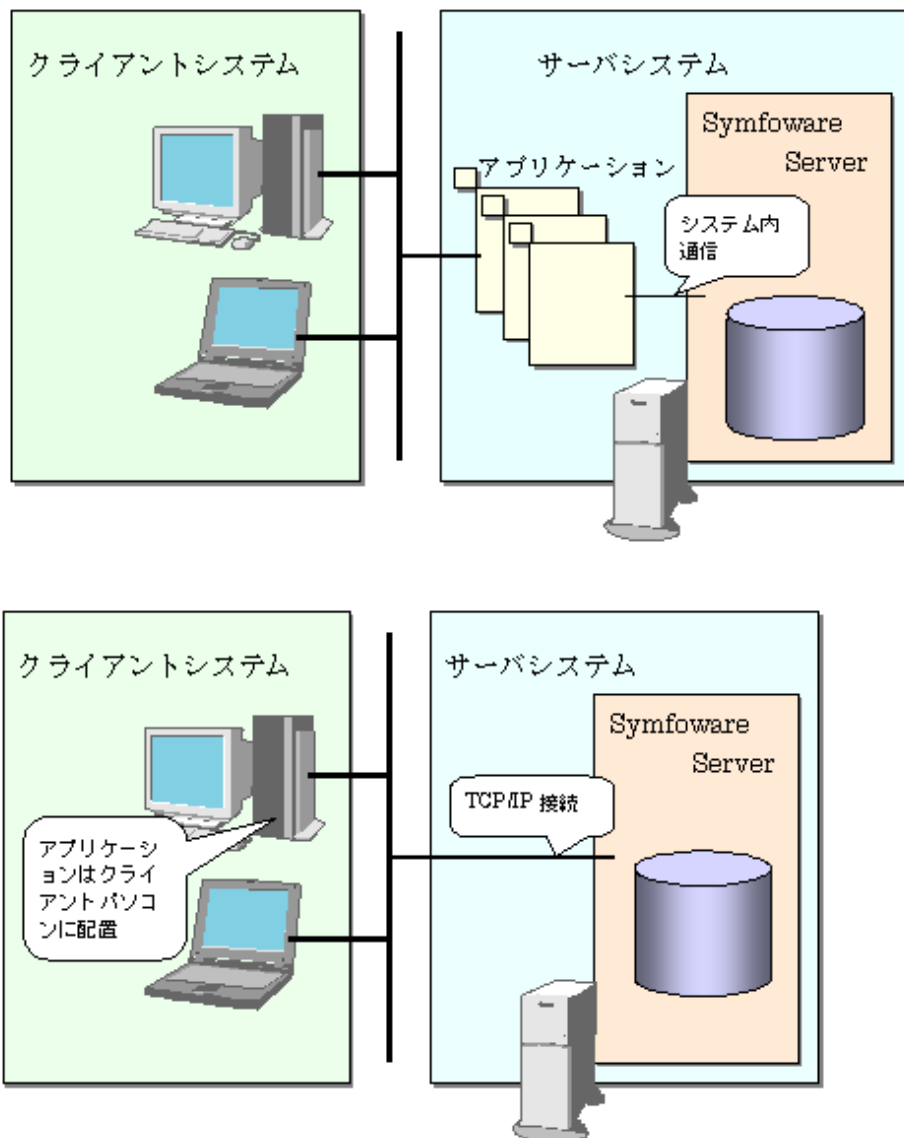 クライアントシステム
サーバシステム
Symfoware
Server
アプリケーション
システム内
通信
クライアントシステム
サーバシステム
Symfoware
Server
TCP/IP 接続
アプリケーシ
ョンはクライ
アントパソコ
ンに配置